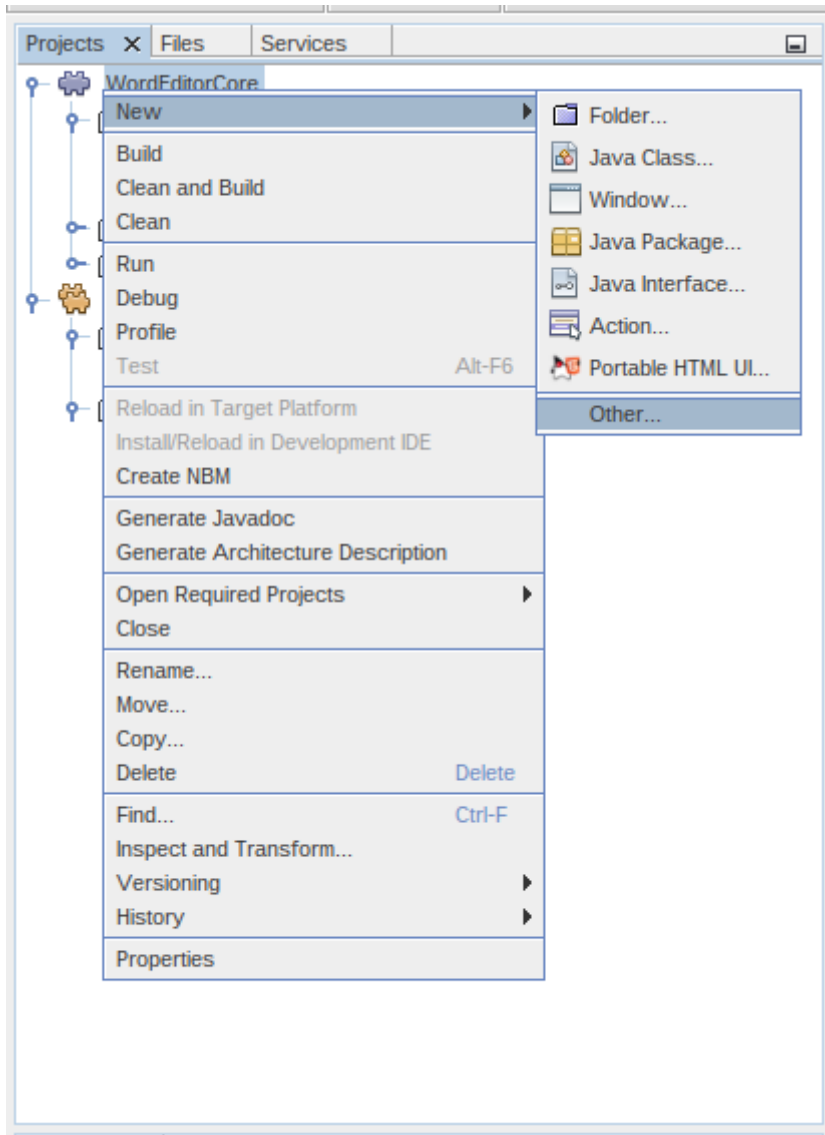 Projects Files Services
WordEditorCore
New
Build
Clean and Build
Clean
Run
Debug
Profile
Test Alt-F6
Reload in Target Platform
Install/Reload in Development IDE
Create NBM
Generate Javadoc
Generate Architecture Description
Open Required Projects
Close
Rename...
Move...
Copy...
Delete Delete
Find... Ctrl-F
Inspect and Transform...
Versioning
History
Properties
Folder...
Java Class...
Window...
Java Package...
Java Interface...
Action...
Portable HTML UI...
Other...